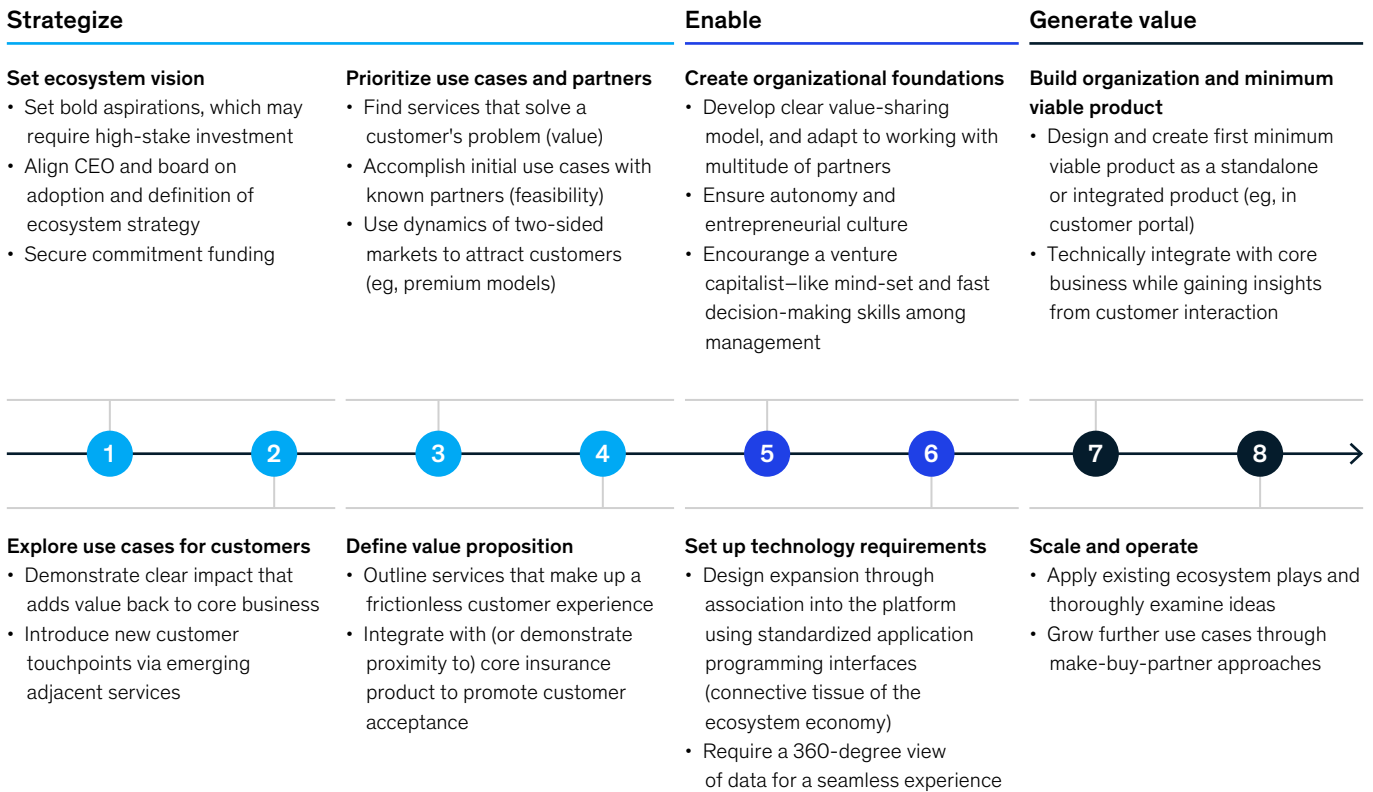 Strategize
Enable
Generate value
Set ecosystem vision
• Set bold aspirations, which may
require high-stake investment
• Align CEO and board on
adoption and definition of
ecosystem strategy
• Secure commitment funding
Prioritize use cases and partners
• Find services that solve a
customer's problem (value)
• Accomplish initial use cases with
known partners (feasibility)
• Use dynamics of two-sided
markets to attract customers
(eg, premium models)
Create organizational foundations
• Develop clear value-sharing
model, and adapt to working with
multitude of partners
• Ensure autonomy and
entrepreneurial culture
• Encourange a venture
capitalist–like mind-set and fast
decision-making skills among
management
Build organization and minimum
viable product
• Design and create first minimum
viable product as a standalone
or integrated product (eg, in
customer portal)
• Technically integrate with core
business while gaining insights
from customer interaction
1
2
3
4
5
6
7
8
Explore use cases for customers
• Demonstrate clear impact that
adds value back to core business
• Introduce new customer
touchpoints via emerging
adjacent services
Define value proposition
• Outline services that make up a
frictionless customer experience
• Integrate with (or demonstrate
proximity to) core insurance
product to promote customer
acceptance
Set up technology requirements
• Design expansion through
association into the platform
using standardized application
programming interfaces
(connective tissue of the
ecosystem economy)
• Require a 360-degree view
of data for a seamless experience
Scale and operate
• Apply existing ecosystem plays and
thoroughly examine ideas
• Grow further use cases through
make-buy-partner approaches